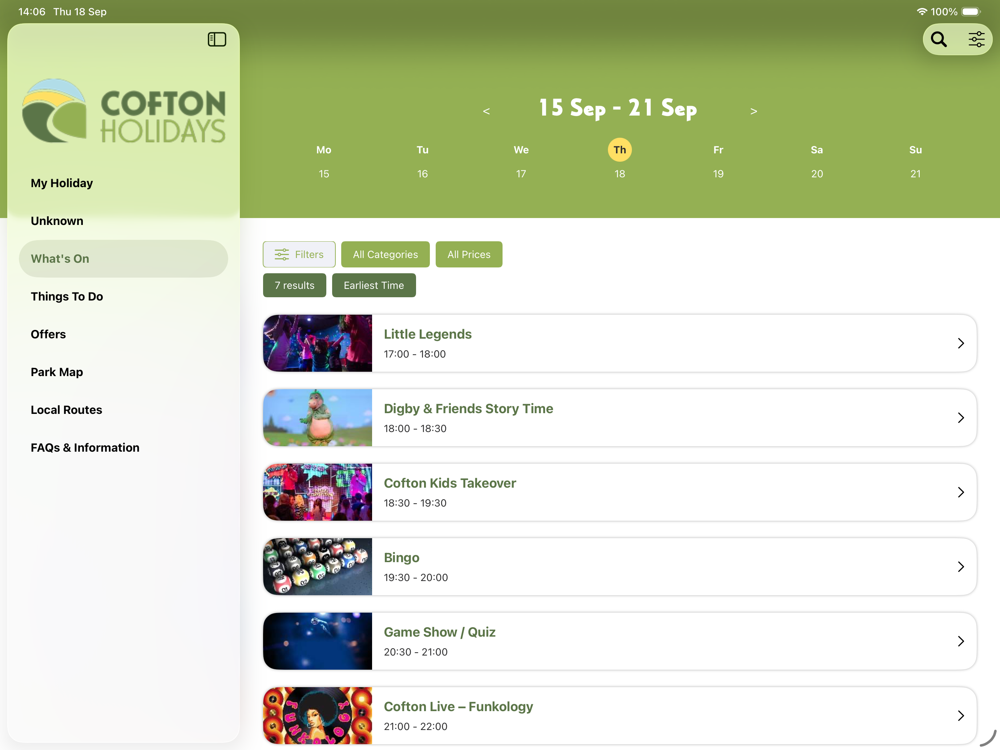 14:06 Thu 18 Sep
100%
COFTON
HOLIDAYS
My Holiday
Unknown
What's On
Things To Do
Offers
Park Map
Local Routes
FAQs & Information
< 15 Sep - 21 Sep >
Mo Tu We Th Fr Sa Su
15 16 17 18 19 20 21
Filters All Categories All Prices
7 results Earliest Time
Little Legends
17:00 - 18:00
Digby & Friends Story Time
18:00 - 18:30
Cofton Kids Takeover
18:30 - 19:30
Bingo
19:30 - 20:00
Game Show / Quiz
20:30 - 21:00
FUNKOLOGY
Cofton Live – Funkology
21:00 - 22:00